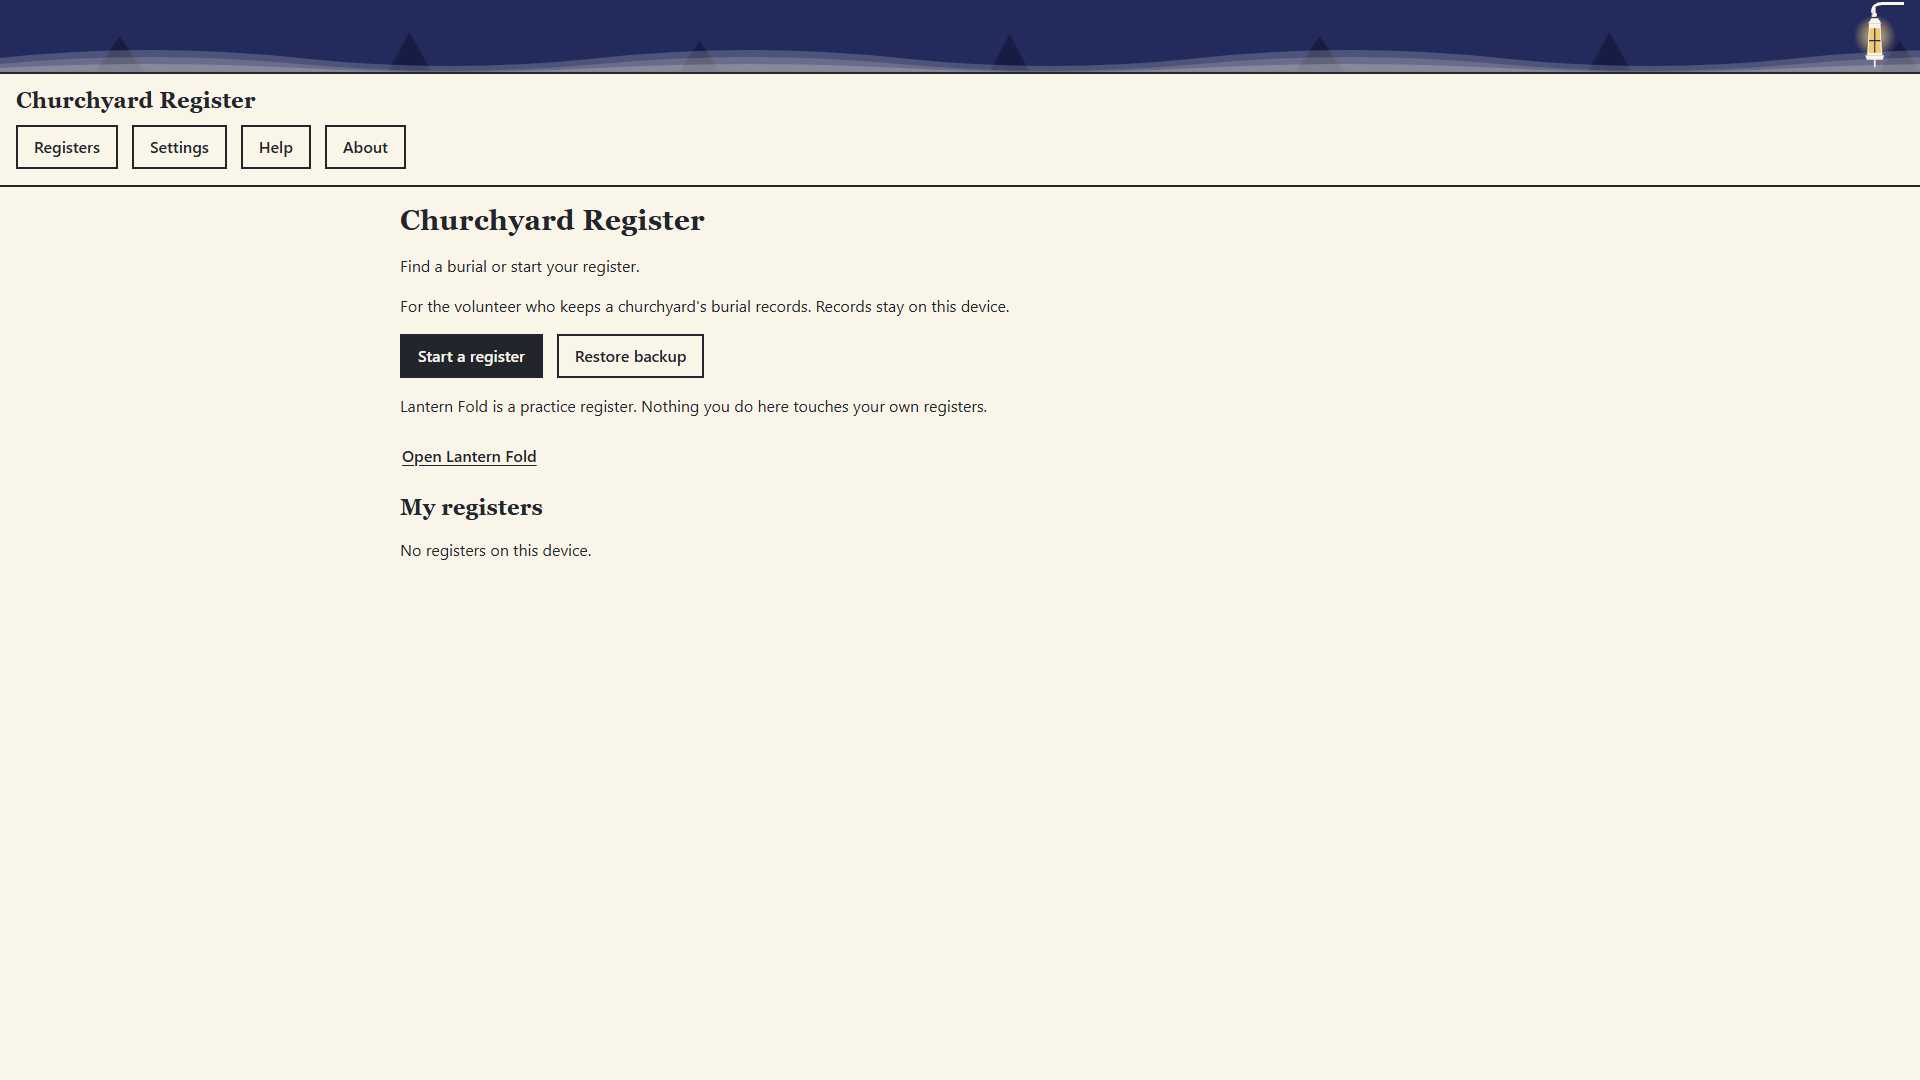 Churchyard Register
Registers Settings Help About
Churchyard Register
Find a burial or start your register.
For the volunteer who keeps a churchyard's burial records. Records stay on this device.
Start a register Restore backup
Lantern Fold is a practice register. Nothing you do here touches your own registers.
Open Lantern Fold
My registers
No registers on this device.